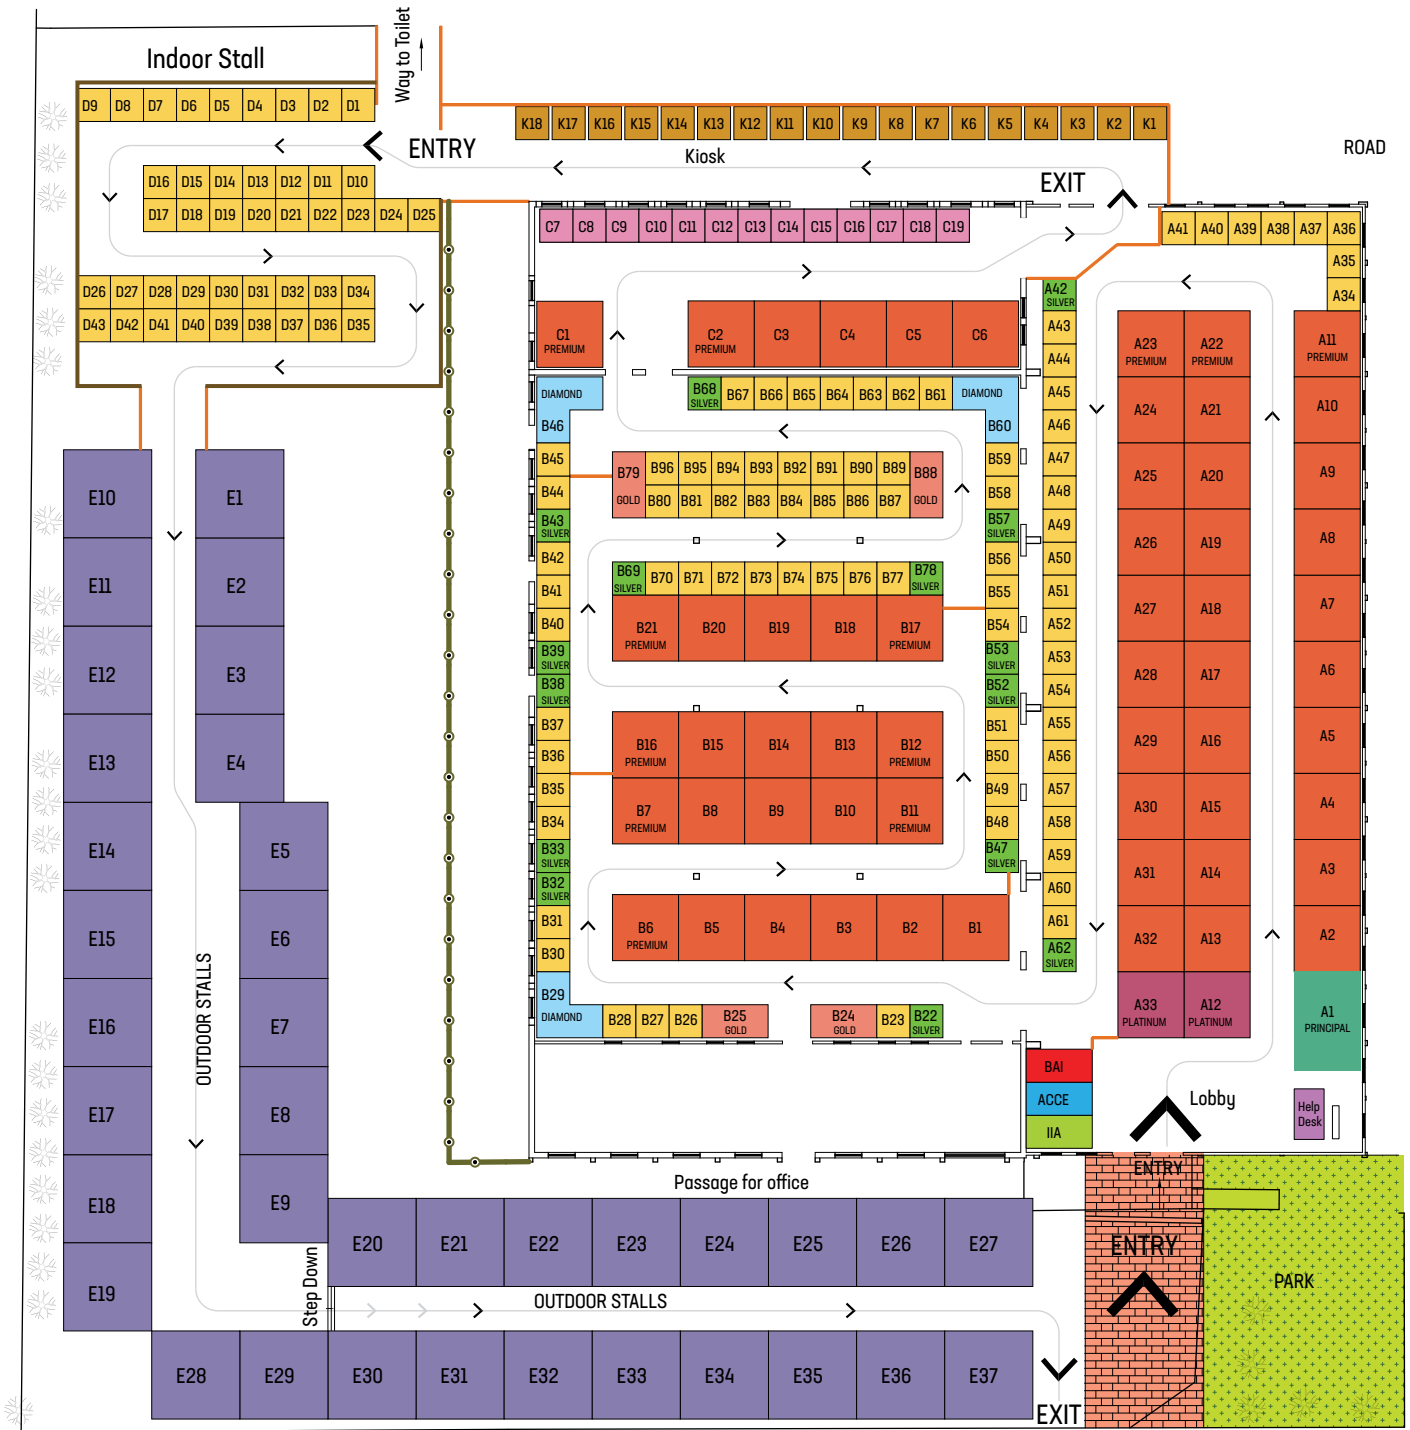 Way to Toilet
Indoor Stall
D9 D8 D7 D6 D5 D4 D3 D2 D1
K18 K17 K16 K15 K14 K13 K12 K11 K10 K9 K8 K7 K6 K5 K4 K3 K2 K1
ENTRY
Kiosk
ROAD
EXIT
D16 D15 D14 D13 D12 D11 D10
D17 D18 D19 D20 D21 D22 D23 D24 D25
C7 C8 C9 C10 C11 C12 C13 C14 C15 C16 C17 C18 C19
A41 A40 A39 A38 A37 A36
A35
A34
D26 D27 D28 D29 D30 D31 D32 D33 D34
D43 D42 D41 D40 D39 D38 D37 D36 D35
C1
PREMIUM
C2
PREMIUM
C3 C4 C5 C6
A42
SILVER
A43
A44
A45
A46
A47
A48
A49
A50
A51
A52
A53
A54
A55
A56
A57
A58
A59
A60
A61
A62
SILVER
A23
PREMIUM
A24
A25
A26
A27
A28
A29
A30
A31
A32
A33
PLATINUM
A22
PREMIUM
A21
A20
A19
A18
A17
A16
A15
A14
A13
A12
PLATINUM
A11
PREMIUM
A10
A9
A8
A7
A6
A5
A4
A3
A2
A1
PRINCIPAL
DIAMOND
B46
B45
B44
B43
SILVER
B42
B41
B40
B39
SILVER
B38
SILVER
B37
B36
B35
B34
B33
SILVER
B32
SILVER
B31
B30
B29
DIAMOND
B68
SILVER
B67 B66 B65 B64 B63 B62 B61
DIAMOND
B60
B59
B58
B57
SILVER
B56
B55
B54
B53
SILVER
B52
SILVER
B51
B50
B49
B48
B47
SILVER
B79
GOLD
B96 B95 B94 B93 B92 B91 B90 B89
B80 B81 B82 B83 B84 B85 B86 B87
B88
GOLD
B69
SILVER
B70 B71 B72 B73 B74 B75 B76 B77
B78
SILVER
B21
PREMIUM
B20 B19 B18
B17
PREMIUM
B16
PREMIUM
B15 B14 B13
B12
PREMIUM
B7
PREMIUM
B8 B9 B10
B11
PREMIUM
B6
PREMIUM
B5 B4 B3 B2 B1
B28 B27 B26
B25
GOLD
B24
GOLD
B23
B22
SILVER
BAI
ACCE
IIA
Lobby
Help
Desk
ENTRY
ENTRY
PARK
Passage for office
E10
E11
E12
E13
E14
E15
E16
E17
E18
E19
E1
E2
E3
E4
E5
E6
E7
E8
E9
OUTDOOR STALLS
E20 E21 E22 E23 E24 E25 E26 E27
Step Down
OUTDOOR STALLS
E28 E29 E30 E31 E32 E33 E34 E35 E36 E37
EXIT